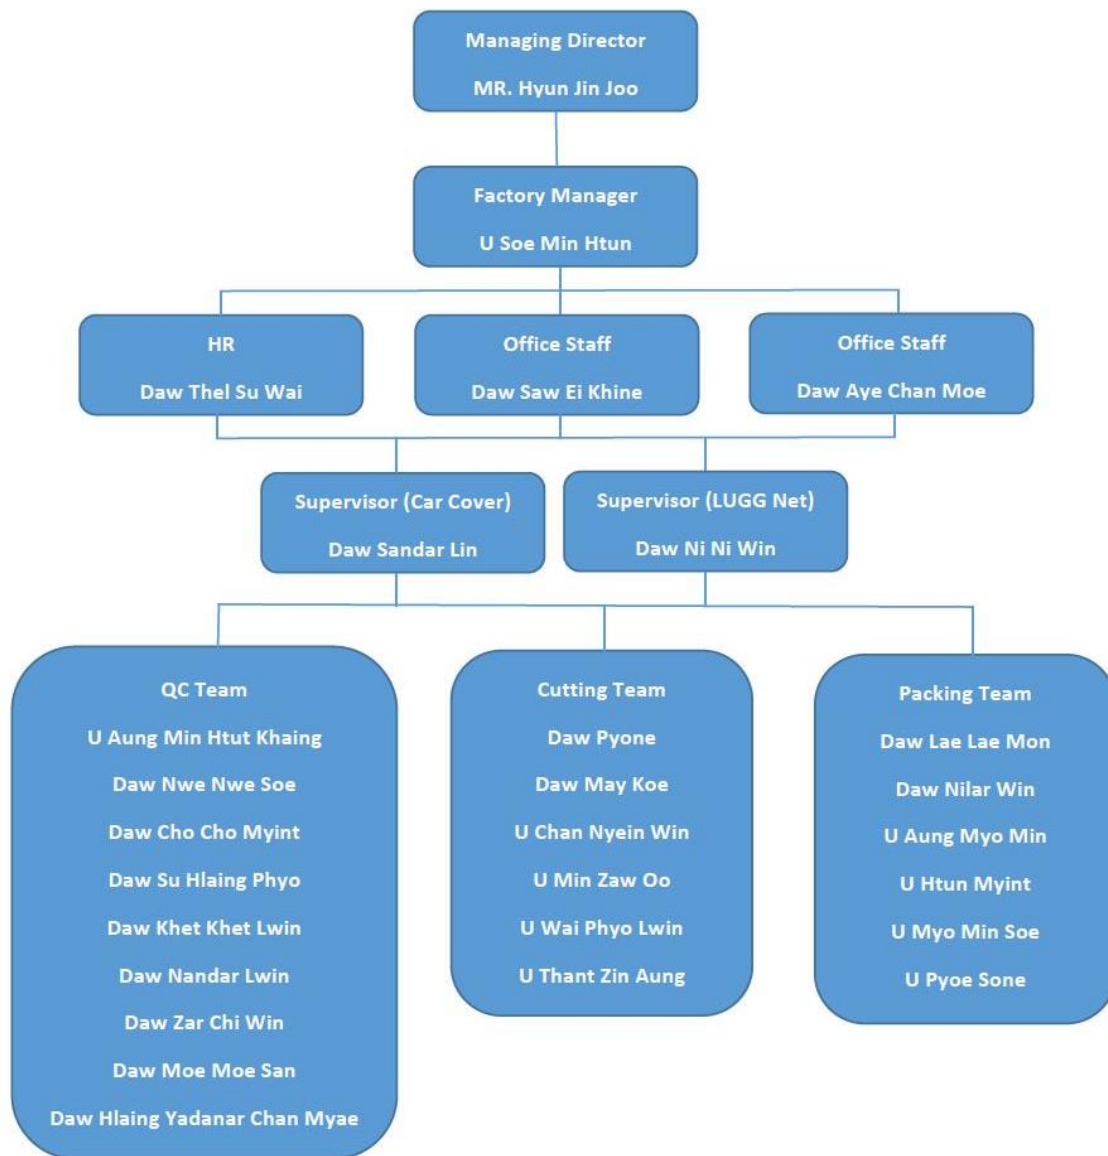 Managing Director
MR. Hyun Jin Joo
Factory Manager
U Soe Min Htun
HR
Daw Thel Su Wai
Office Staff
Daw Saw Ei Khine
Office Staff
Daw Aye Chan Moe
Supervisor (Car Cover)
Daw Sandar Lin
Supervisor (LUGG Net)
Daw Ni Ni Win
QC Team
U Aung Min Htut Khaing
Daw Nwe Nwe Soe
Daw Cho Cho Myint
Daw Su Hlaing Phyo
Daw Khet Khet Lwin
Daw Nandar Lwin
Daw Zar Chi Win
Daw Moe Moe San
Daw Hlaing Yadanar Chan Myae
Cutting Team
Daw Pyone
Daw May Koe
U Chan Nyein Win
U Min Zaw Oo
U Wai Phyo Lwin
U Thant Zin Aung
Packing Team
Daw Lae Lae Mon
Daw Nilar Win
U Aung Myo Min
U Htun Myint
U Myo Min Soe
U Pyoe Sone